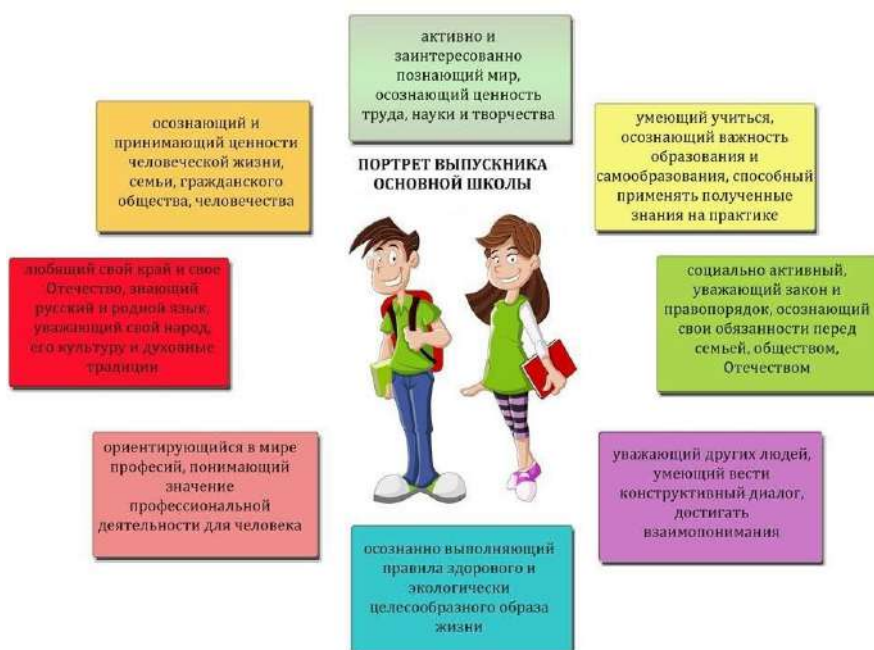 активно и
заинтересованно
познающий мир,
осознающий ценность
труда, науки и творчества
осознающий и
принимающий ценности
человеческой жизни,
семьи, гражданского
общества, человечества
умеющий учиться,
осознающий важность
образования и
самообразования, способный
применять полученные
знания на практике
ПОРТРЕТ ВЫПУСКНИКА
ОСНОВНОЙ ШКОЛЫ
любящий свой край и свое
Отечество, знающий
русский и родной язык,
уважающий свой народ,
его культуру и духовные
традиции
социально активный,
уважающий закон и
правопорядок, осознающий
свои обязанности перед
семьей, обществом,
Отечеством
ориентирующийся в мире
професий, понимающий
значение
профессиональной
деятельности для человека
уважающий других людей,
умеющий вести
конструктивный диалог,
достигать
взаимопонимания
осознанно выполняющий
правила здорового и
экологически
целесообразного образа
жизни